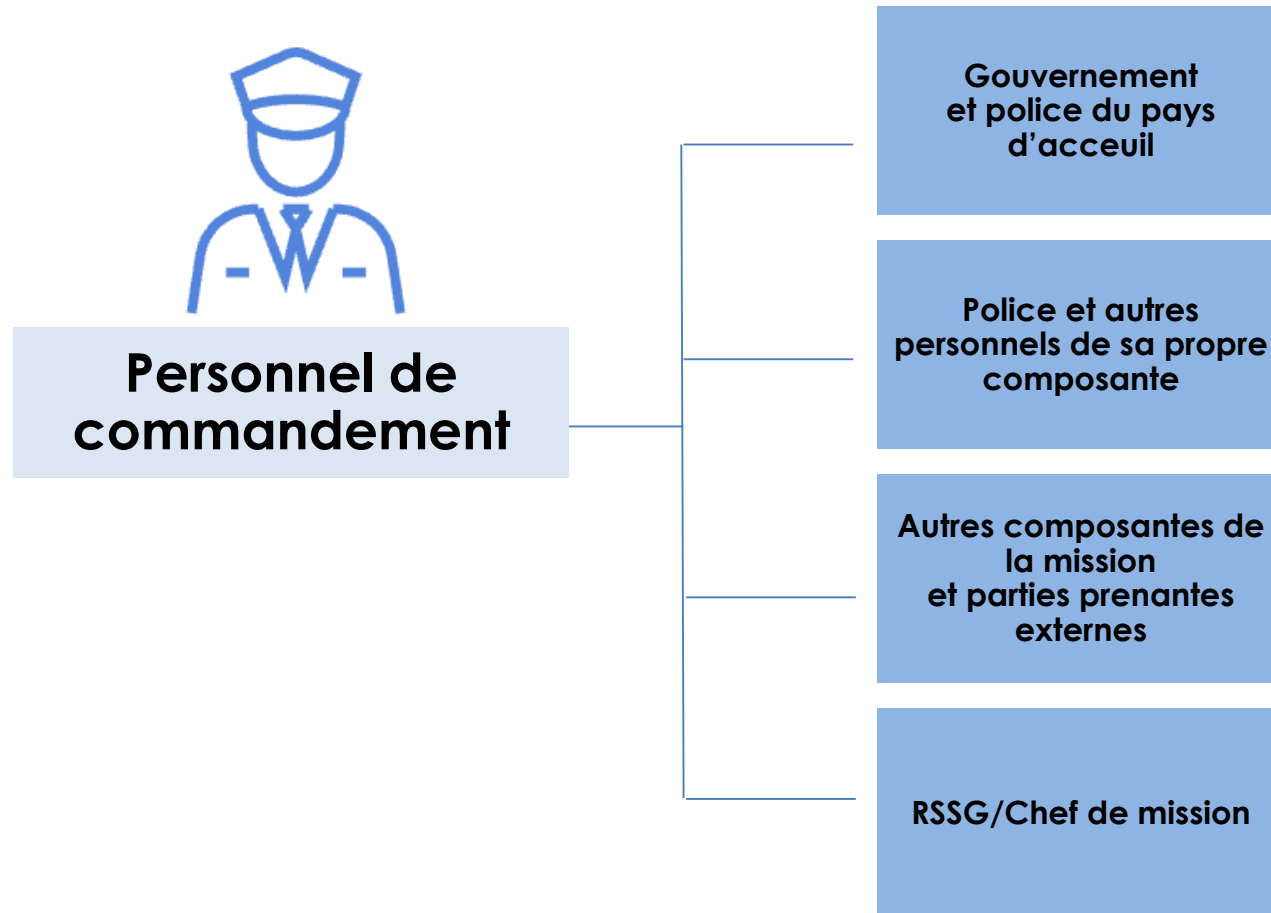 Personnel de
commandement
Gouvernement
et police du pays
d'acceuil
Police et autres
personnels de sa propre
composante
Autres composantes de
la mission
et parties prenantes
externes
RSSG/Chef de mission